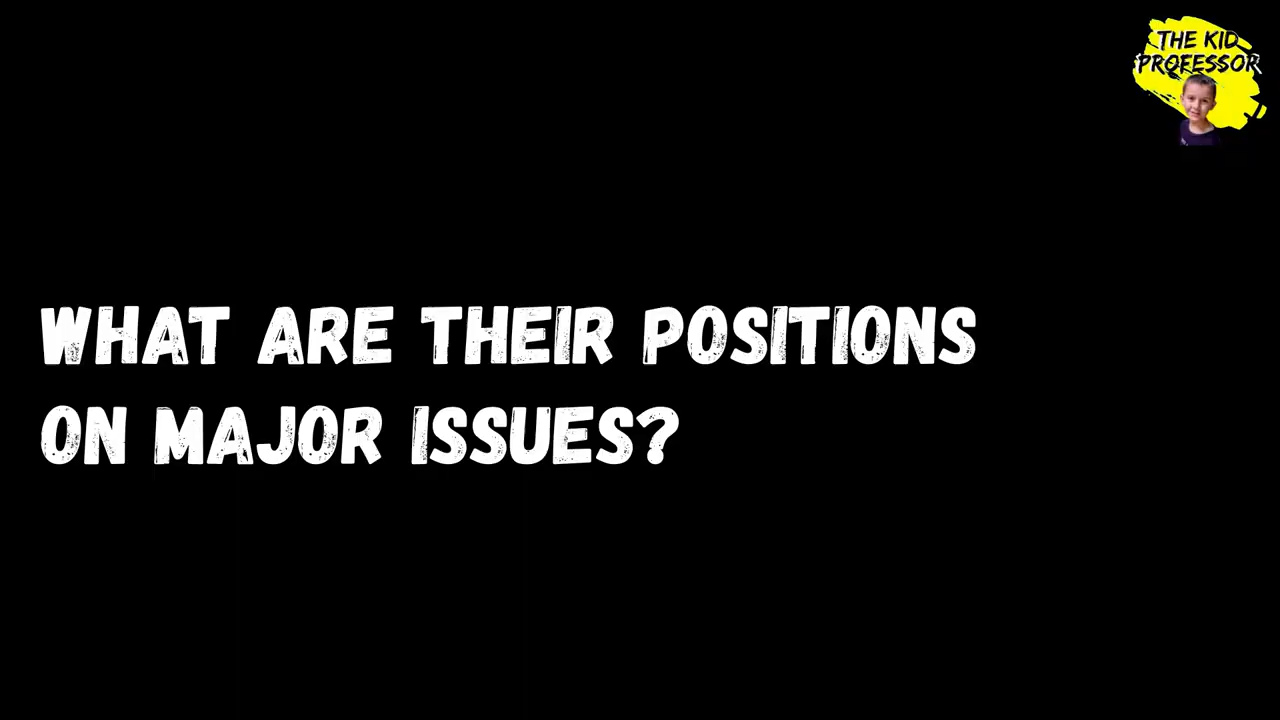 THE KID
PROFESSOR
WHAT ARE THEIR POSITIONS
ON MAJOR ISSUES?